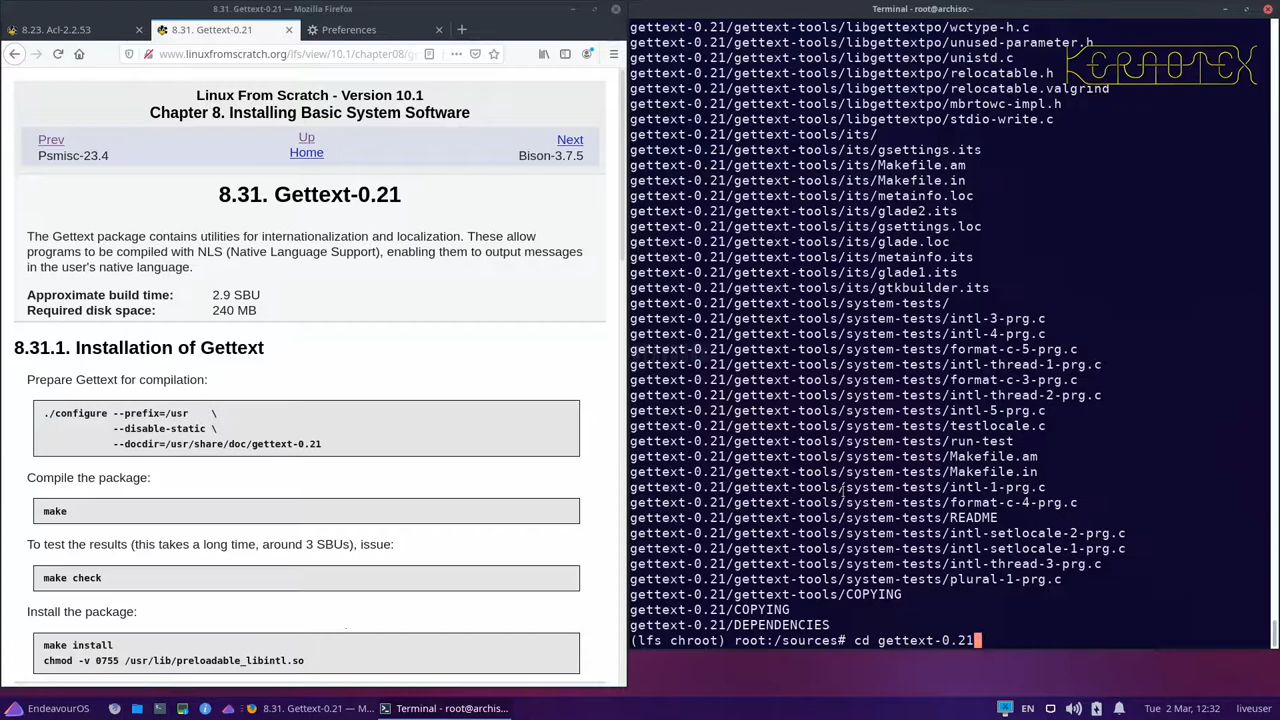 8.31. Gettext-0.21 — Mozilla Firefox
8.23. Acl-2.2.53
8.31. Gettext-0.21
Preferences
www.linuxfromscratch.org/lfs/view/10.1/chapter08/g
Linux From Scratch - Version 10.1
Chapter 8. Installing Basic System Software
Prev
Up
Next
Psmisc-23.4
Home
Bison-3.7.5
8.31. Gettext-0.21
The Gettext package contains utilities for internationalization and localization. These allow
programs to be compiled with NLS (Native Language Support), enabling them to output messages
in the user's native language.
Approximate build time: 2.9 SBU
Required disk space: 240 MB
8.31.1. Installation of Gettext
Prepare Gettext for compilation:
./configure --prefix=/usr \
--disable-static \
--docdir=/usr/share/doc/gettext-0.21
Compile the package:
make
To test the results (this takes a long time, around 3 SBUs), issue:
make check
Install the package:
make install
chmod -v 0755 /usr/lib/preloadable_libintl.so
Terminal - root@archiso:~
gettext-0.21/gettext-tools/libgettextpo/wctype-h.c
gettext-0.21/gettext-tools/libgettextpo/unused-parameter.h
gettext-0.21/gettext-tools/libgettextpo/unistd.c
gettext-0.21/gettext-tools/libgettextpo/relocatable.h
gettext-0.21/gettext-tools/libgettextpo/relocatable.valgrind
gettext-0.21/gettext-tools/libgettextpo/mbrtowc-impl.h
gettext-0.21/gettext-tools/libgettextpo/stdio-write.c
gettext-0.21/gettext-tools/its/
gettext-0.21/gettext-tools/its/gsettings.its
gettext-0.21/gettext-tools/its/Makefile.am
gettext-0.21/gettext-tools/its/Makefile.in
gettext-0.21/gettext-tools/its/metainfo.loc
gettext-0.21/gettext-tools/its/glade2.its
gettext-0.21/gettext-tools/its/gsettings.loc
gettext-0.21/gettext-tools/its/glade.loc
gettext-0.21/gettext-tools/its/metainfo.its
gettext-0.21/gettext-tools/its/glade1.its
gettext-0.21/gettext-tools/its/gtkbuilder.its
gettext-0.21/gettext-tools/system-tests/
gettext-0.21/gettext-tools/system-tests/intl-3-prg.c
gettext-0.21/gettext-tools/system-tests/intl-4-prg.c
gettext-0.21/gettext-tools/system-tests/format-c-5-prg.c
gettext-0.21/gettext-tools/system-tests/intl-thread-1-prg.c
gettext-0.21/gettext-tools/system-tests/format-c-3-prg.c
gettext-0.21/gettext-tools/system-tests/intl-thread-2-prg.c
gettext-0.21/gettext-tools/system-tests/intl-5-prg.c
gettext-0.21/gettext-tools/system-tests/testlocale.c
gettext-0.21/gettext-tools/system-tests/run-test
gettext-0.21/gettext-tools/system-tests/Makefile.am
gettext-0.21/gettext-tools/system-tests/Makefile.in
gettext-0.21/gettext-tools/system-tests/intl-1-prg.c
gettext-0.21/gettext-tools/system-tests/format-c-4-prg.c
gettext-0.21/gettext-tools/system-tests/README
gettext-0.21/gettext-tools/system-tests/intl-setlocale-2-prg.c
gettext-0.21/gettext-tools/system-tests/intl-setlocale-1-prg.c
gettext-0.21/gettext-tools/system-tests/intl-thread-3-prg.c
gettext-0.21/gettext-tools/system-tests/plural-1-prg.c
gettext-0.21/gettext-tools/COPYING
gettext-0.21/COPYING
gettext-0.21/DEPENDENCIES
(lfs chroot) root:/sources# cd gettext-0.21
KERNOTEX
EndeavourOS
8.31. Gettext-0.21 — M...
Terminal - root@archis...
EN
Tue 2 Mar, 12:32
liveuser